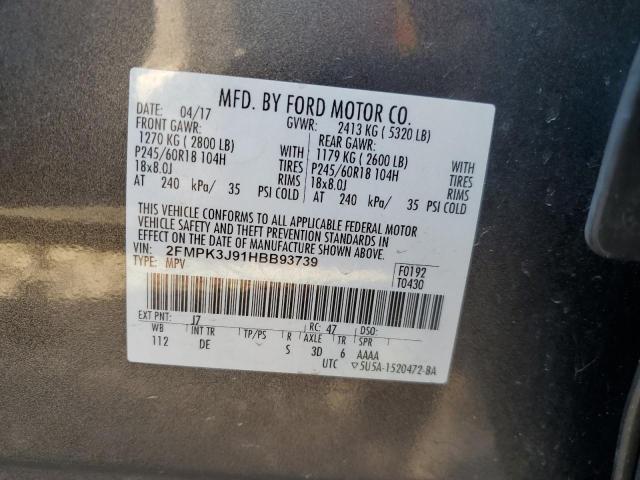 MFD. BY FORD MOTOR CO.
DATE: 04/17 GVWR: 2413 KG ( 5320 LB)
FRONT GAWR: REAR GAWR:
1270 KG ( 2800 LB) WITH 1179 KG ( 2600 LB) WITH
P245/60R18 104H TIRES P245/60R18 104H TIRES
18x8.0J RIMS 18x8.0J RIMS
AT 240 kPa/ 35 PSI COLD AT 240 kPa/ 35 PSI COLD
THIS VEHICLE CONFORMS TO ALL APPLICABLE FEDERAL MOTOR
VEHICLE SAFETY AND THEFT PREVENTION STANDARDS IN
EFFECT ON THE DATE OF MANUFACTURE SHOWN ABOVE.
VIN: 2FMPK3J91HBB93739 F0192
TYPE: MPV T0430
EXT PNT: J7 RC: 47 DSO:
WB INT TR TP/PS R AXLE TR SPR
112 DE S 3D 6 AAAA
UTC ▽5U5A-1520472-BA